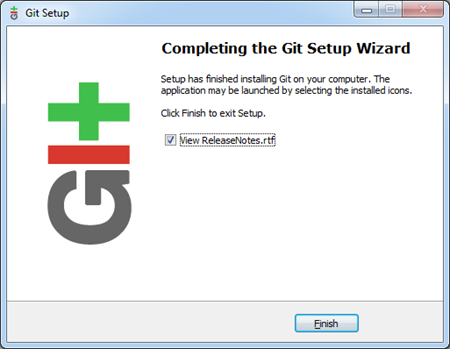 Git Setup
Completing the Git Setup Wizard
Setup has finished installing Git on your computer. The
application may be launched by selecting the installed icons.
Click Finish to exit Setup.
View ReleaseNotes.rtf
GIt
Finish